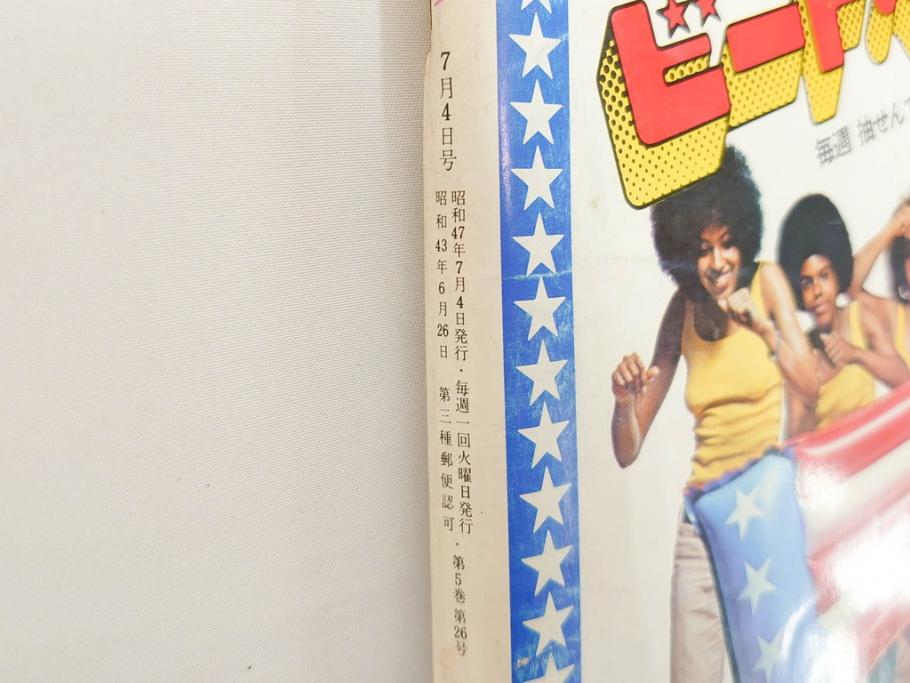 7月4日号
昭和47年7月4日発行・毎週一回火曜日発行
昭和43年6月26日 第三種郵便認可・第5巻第26号
ビート
毎週 抽せんで